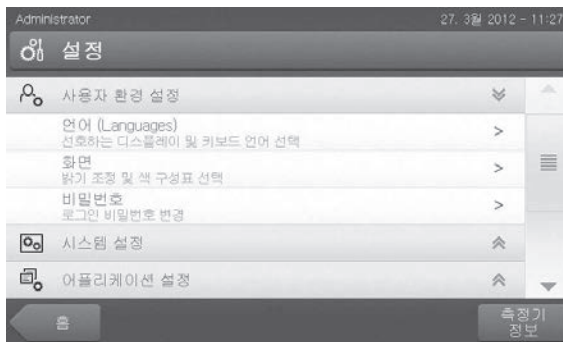 Administrator
27. 3월 2012 - 11:27
설정
사용자 환경 설정
언어 (Languages)
선호하는 디스플레이 및 키보드 언어 선택
화면
밝기 조정 및 색 구성표 선택
비밀번호
로그인 비밀번호 변경
시스템 설정
어플리케이션 설정
홈
측정기
정보